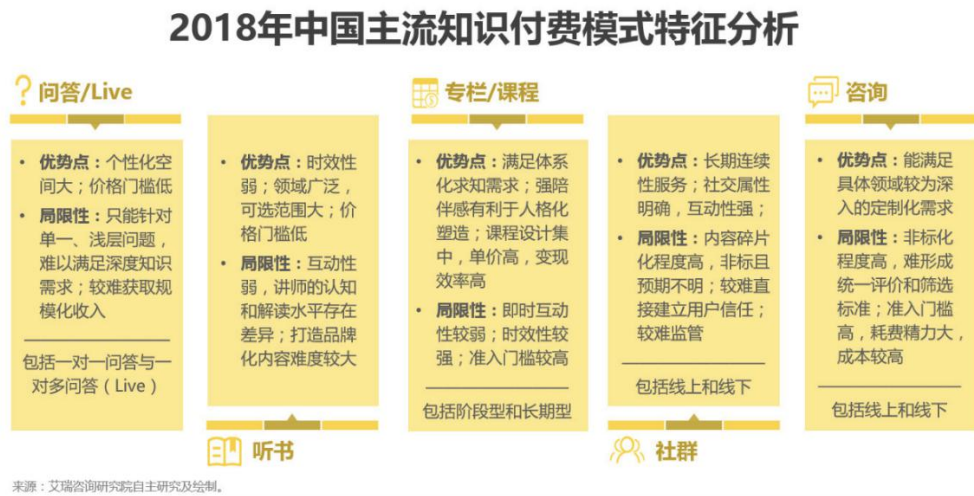 2018年中国主流知识付费模式特征分析
问答/Live
• 优势点：个性化空
间大；价格门槛低
• 局限性：只能针对
单一、浅层问题，
难以满足深度知识
需求；较难获取规
模化收入
包括一对一问答与一
对多问答（Live）
• 优势点：时效性
弱；领域广泛，
可选范围大；价
格门槛低
• 局限性：互动性
弱，讲师的认知
和解读水平存在
差异；打造品牌
化内容难度较大
听书
专栏/课程
• 优势点：满足体系
化求知需求；强陪
伴感有利于人格化
塑造；课程设计集
中，单价高，变现
效率高
• 局限性：即时互动
性较弱；时效性较
强；准入门槛较高
包括阶段型和长期型
• 优势点：长期连续
性服务；社交属性
明确，互动性强；
• 局限性：内容碎片
化程度高，非标且
预期不明；较难直
接建立用户信任；
较难监管
包括线上和线下
社群
咨询
• 优势点：能满足
具体领域较为深
入的定制化需求
• 局限性：非标化
程度高，难形成
统一评价和筛选
标准；准入门槛
高，耗费精力大，
成本较高
包括线上和线下
来源：艾瑞咨询研究院自主研究及绘制。